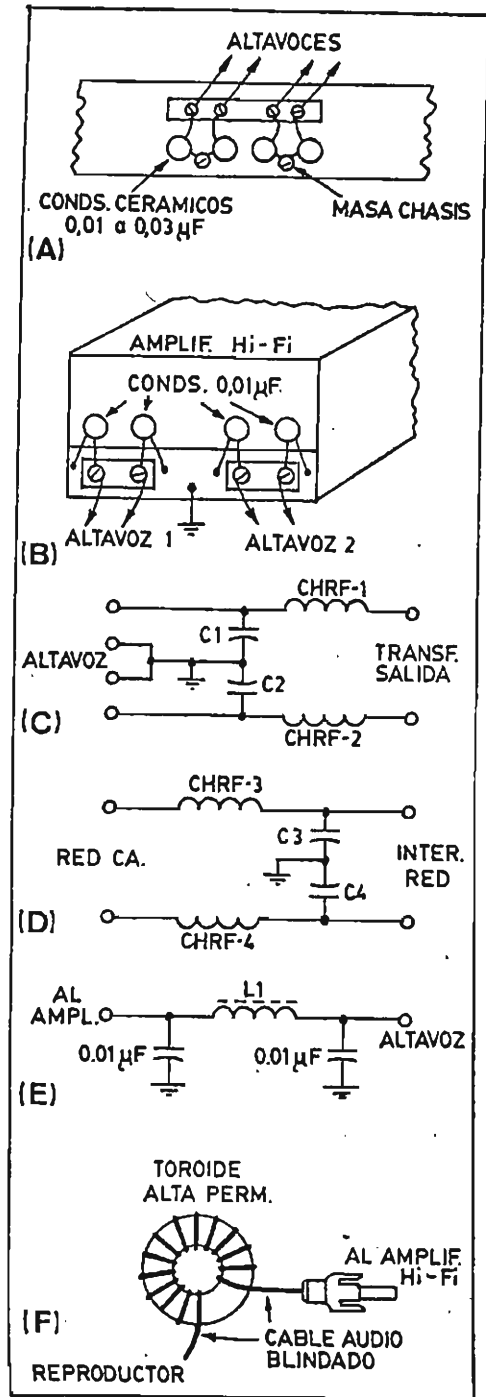 ALTAVOCES
CONDS. CERAMICOS
0,01 a 0,03 µF
MASA CHASIS
(A)
AMPLIF. Hi-Fi
CONDS. 0,01µF.
ALTAVOZ 1
ALTAVOZ 2
(B)
CHRF-1
C1
ALTAVOZ
TRANSF.
SALIDA
C2
(C)
CHRF-2
CHRF-3
C3
RED CA.
INTER.
RED
C4
(D)
CHRF-4
L1
AL
AMPL.
ALTAVOZ
0.01µF
0.01µF
(E)
TOROIDE
ALTA PERM.
AL AMPLIF.
Hi-Fi
(F)
CABLE AUDIO
BLINDADO
REPRODUCTOR